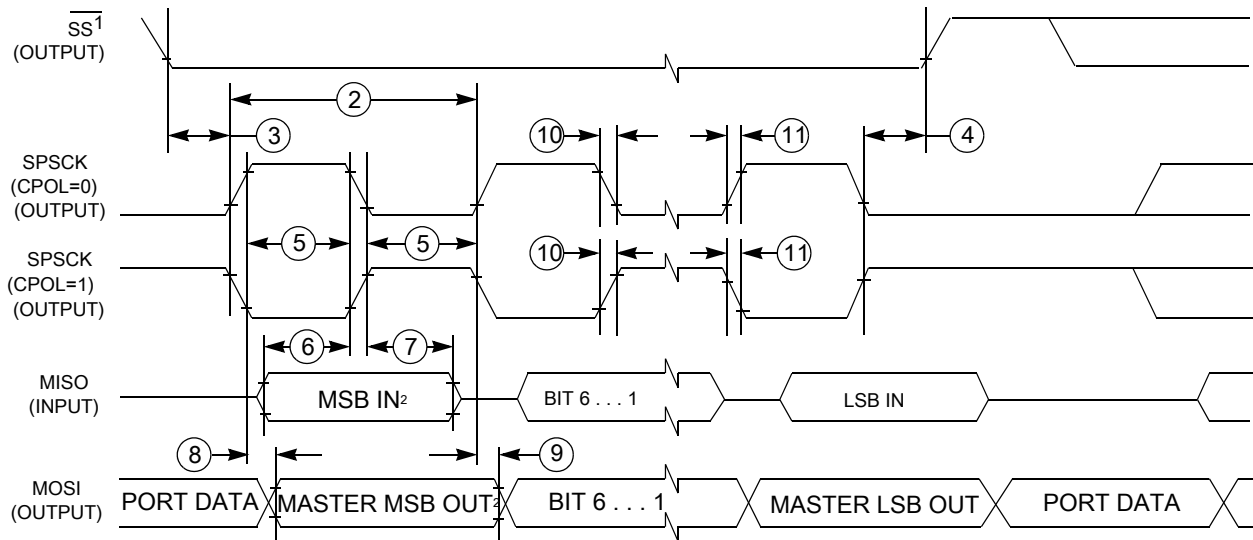 SS1
(OUTPUT)
2
3
10
11
4
SPSCK
(CPOL=0)
(OUTPUT)
5
5
SPSCK
(CPOL=1)
(OUTPUT)
10
11
6
7
MISO
(INPUT)
MSB IN2
BIT 6 . . . 1
LSB IN
8
9
MOSI
(OUTPUT)
PORT DATA
MASTER MSB OUT2
BIT 6 . . . 1
MASTER LSB OUT
PORT DATA